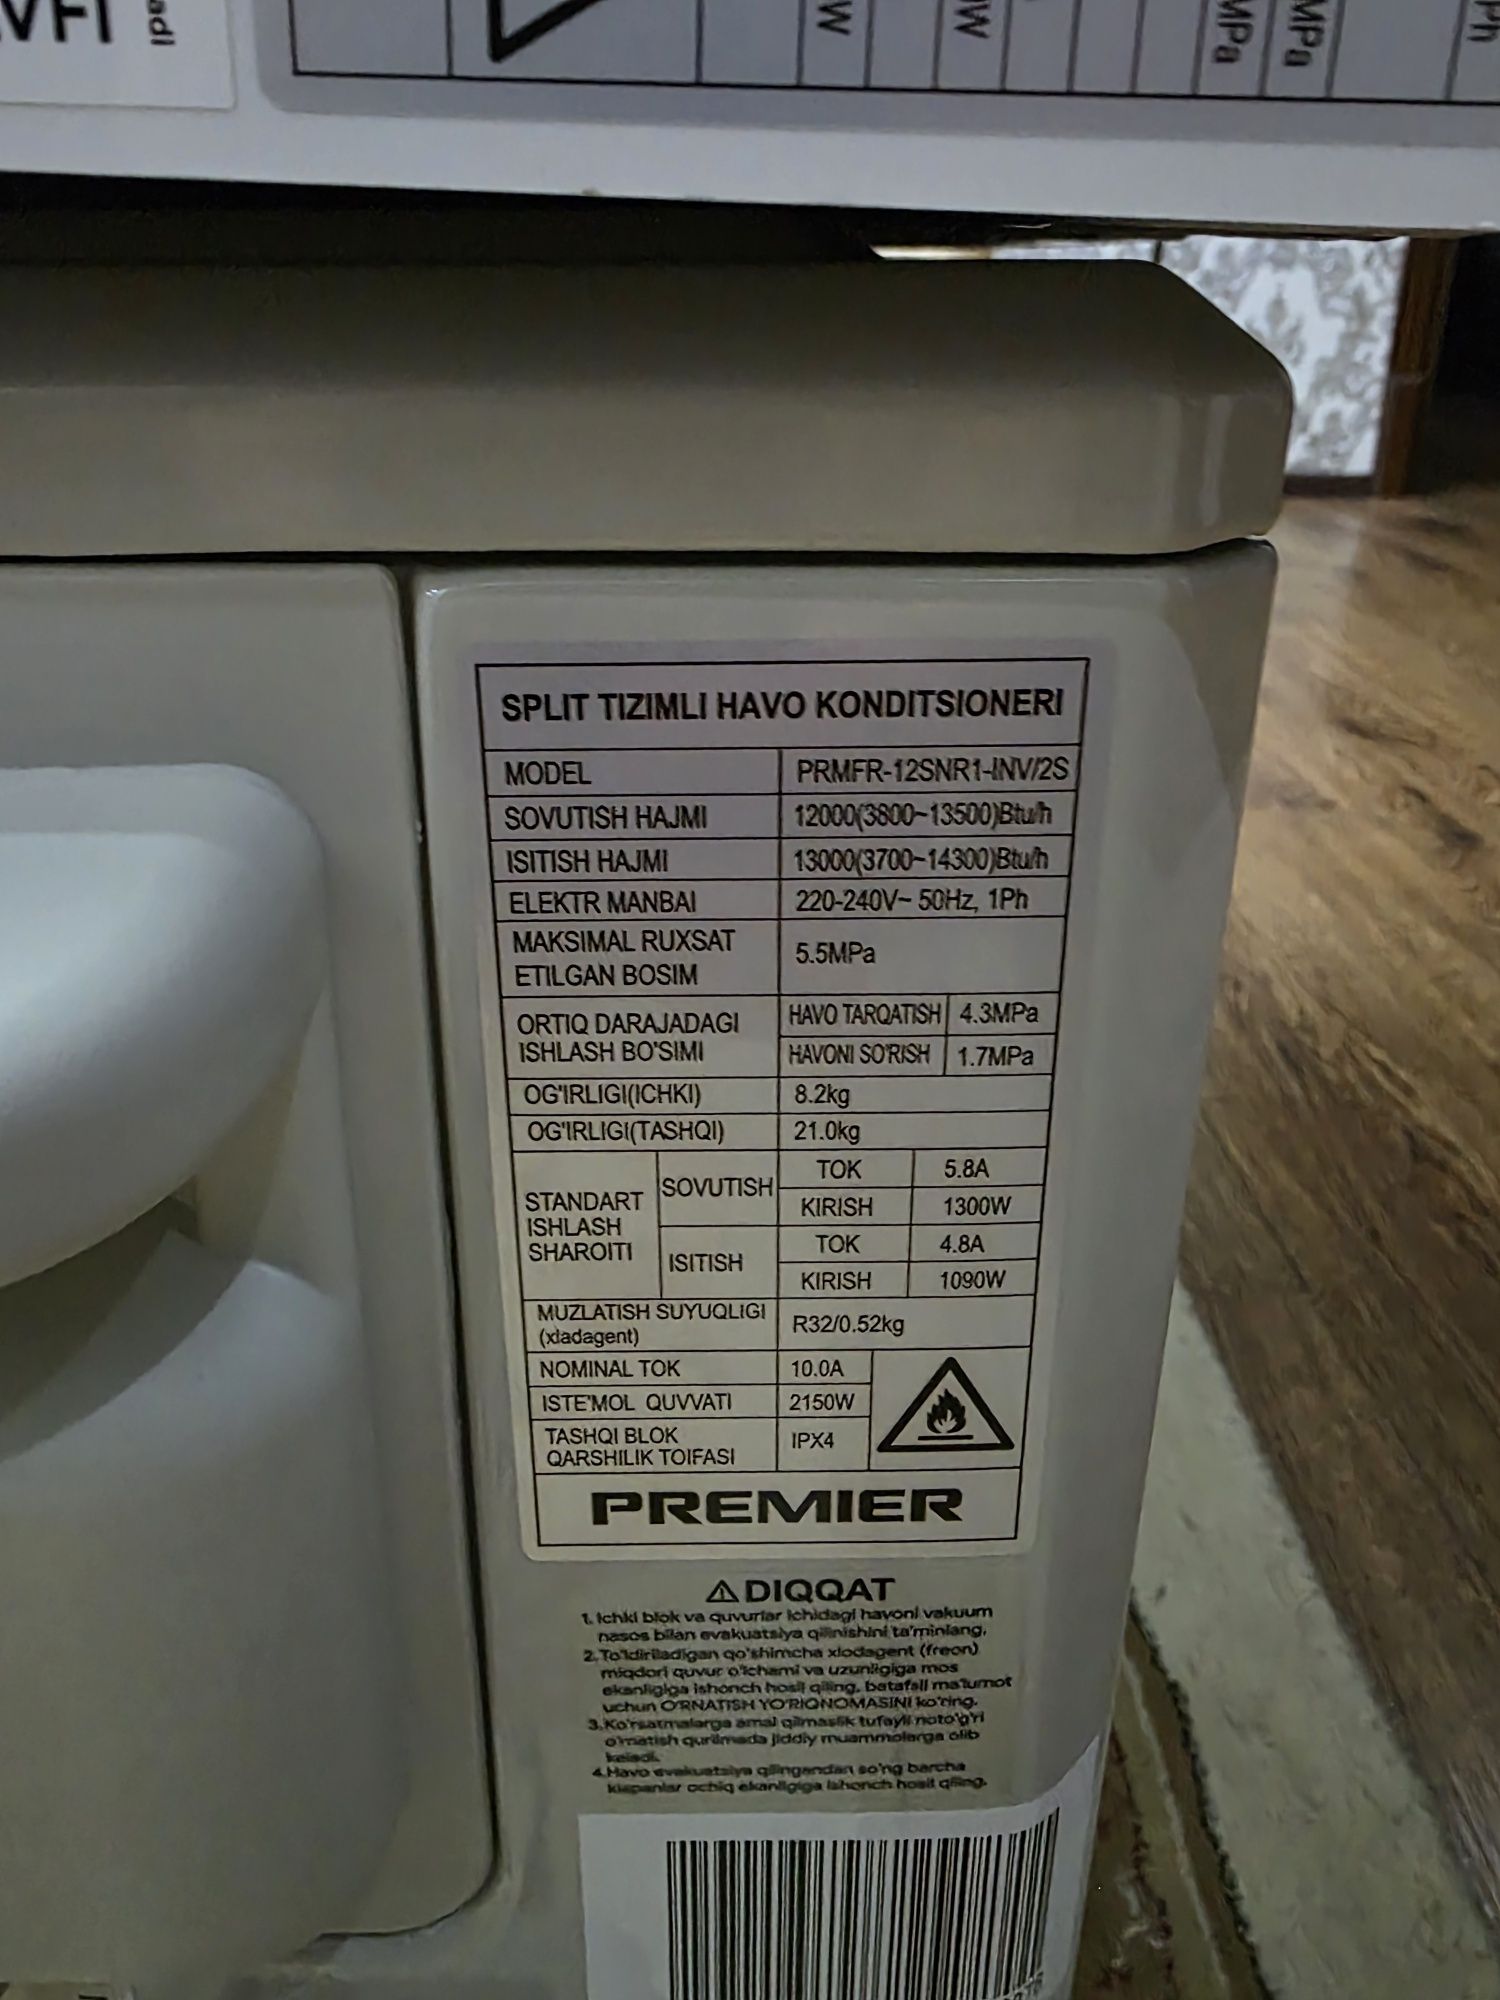 W
W
MPa
MPa
Ph
SPLIT TIZIMLI HAVO KONDITSIONERI
MODEL PRMFR-12SNR1-INV/2S
SOVUTISH HAJMI 12000(3800~13500)Btu/h
ISITISH HAJMI 13000(3700~14300)Btu/h
ELEKTR MANBAI 220-240V~ 50Hz, 1Ph
MAKSIMAL RUXSAT
ETILGAN BOSIM 5.5MPa
ORTIQ DARAJADAGI
ISHLASH BO'SIMI
HAVO TARQATISH 4.3MPa
HAVONI SO'RISH 1.7MPa
OG'IRLIGI(ICHKI) 8.2kg
OG'IRLIGI(TASHQI) 21.0kg
STANDART
ISHLASH
SHAROITI
SOVUTISH
TOK 5.8A
KIRISH 1300W
ISITISH
TOK 4.8A
KIRISH 1090W
MUZLATISH SUYUQLIGI
(xladagent) R32/0.52kg
NOMINAL TOK 10.0A
ISTE'MOL QUVVATI 2150W
TASHQI BLOK
QARSHILIK TOIFASI IPX4
PREMIER
DIQQAT
1. Ichki blok va quvurlar ichidagi havoni vakuum
nasos bilan evakuatsiya qilinishini ta'minlang.
2. To'ldiriladigan qo'shimcha xlodagent (freon)
miqdori quvur o'lchami va uzunligiga mos
ekanligiga ishonch hosil qiling, batafsil ma'lumot
uchun O'RNATISH YO'RIQNOMASINI ko'ring.
3. Ko'rsatmalarga amal qilmaslik tufayli noto'g'ri
o'rnatish qurilmada jiddiy muammolarga olib
keladi.
4. Havo evakuatsiya qilingandan so'ng barcha
klapanlar ochiq ekanligiga ishonch hosil qiling.